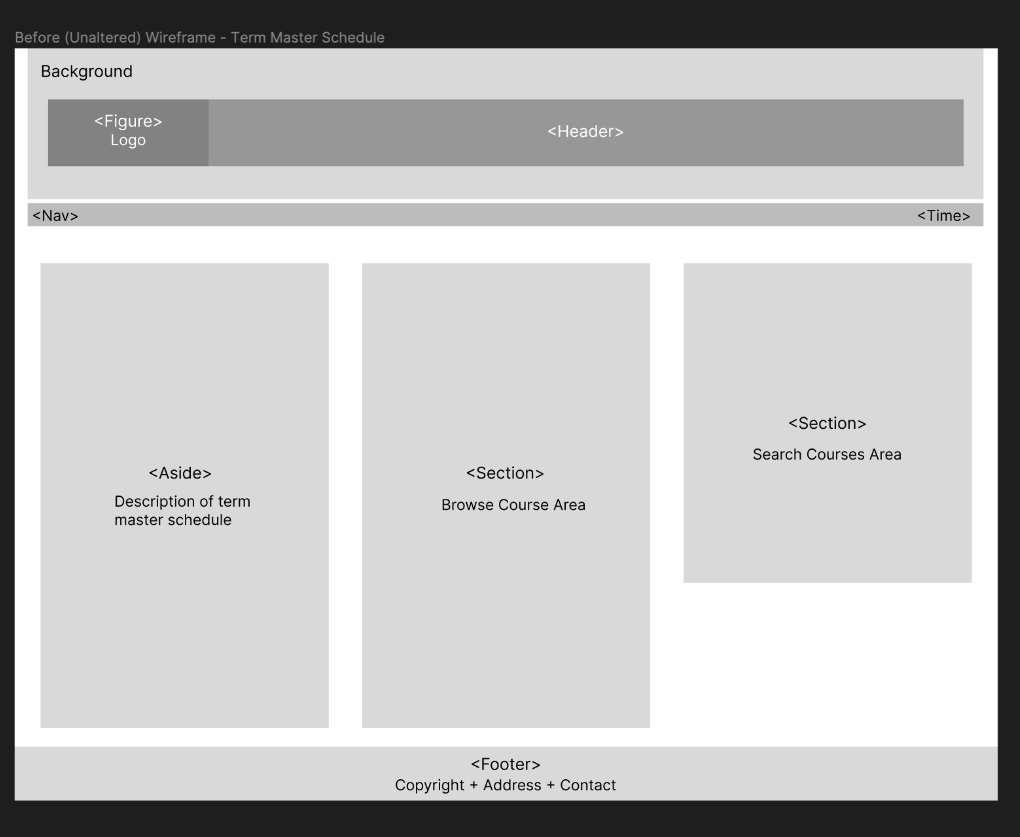 Before (Unaltered) Wireframe - Term Master Schedule
Background
<Figure>
Logo
<Header>
<Nav>
<Time>
<Aside>
Description of term
master schedule
<Section>
Browse Course Area
<Section>
Search Courses Area
<Footer>
Copyright + Address + Contact